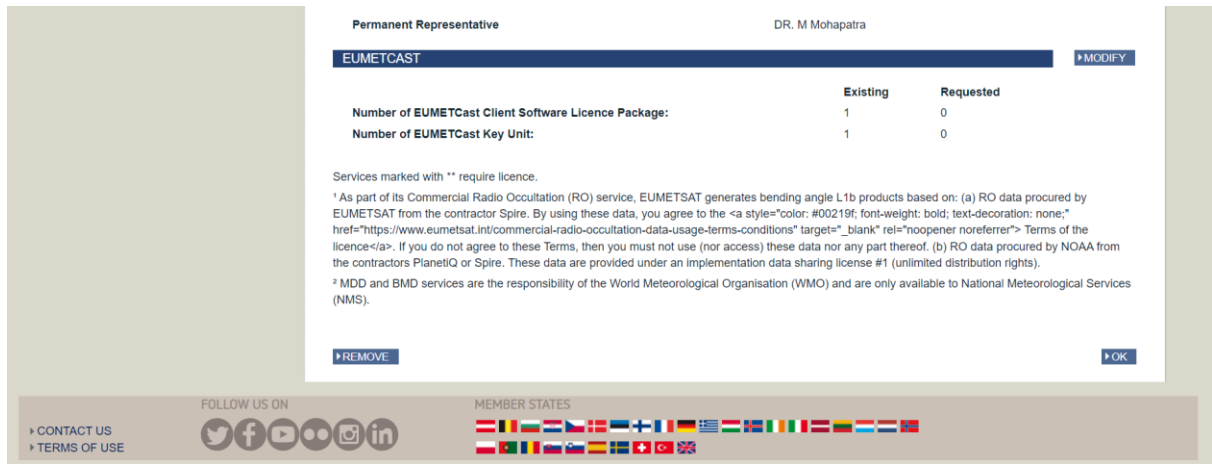 Permanent Representative DR. M Mohapatra
EUMETCAST MODIFY
Existing Requested
Number of EUMETCast Client Software Licence Package: 1 0
Number of EUMETCast Key Unit: 1 0
Services marked with ** require licence.
¹ As part of its Commercial Radio Occultation (RO) service, EUMETSAT generates bending angle L1b products based on: (a) RO data procured by
EUMETSAT from the contractor Spire. By using these data, you agree to the <a style="color: #00219f; font-weight: bold; text-decoration: none;"
href="https://www.eumetsat.int/commercial-radio-occultation-data-usage-terms-conditions" target="_blank" rel="noopener noreferrer"> Terms of the
licence</a>. If you do not agree to these Terms, then you must not use (nor access) these data nor any part thereof. (b) RO data procured by NOAA from
the contractors PlanetiQ or Spire. These data are provided under an implementation data sharing license #1 (unlimited distribution rights).
² MDD and BMD services are the responsibility of the World Meteorological Organisation (WMO) and are only available to National Meteorological Services
(NMS).
REMOVE OK
FOLLOW US ON MEMBER STATES
CONTACT US
TERMS OF USE